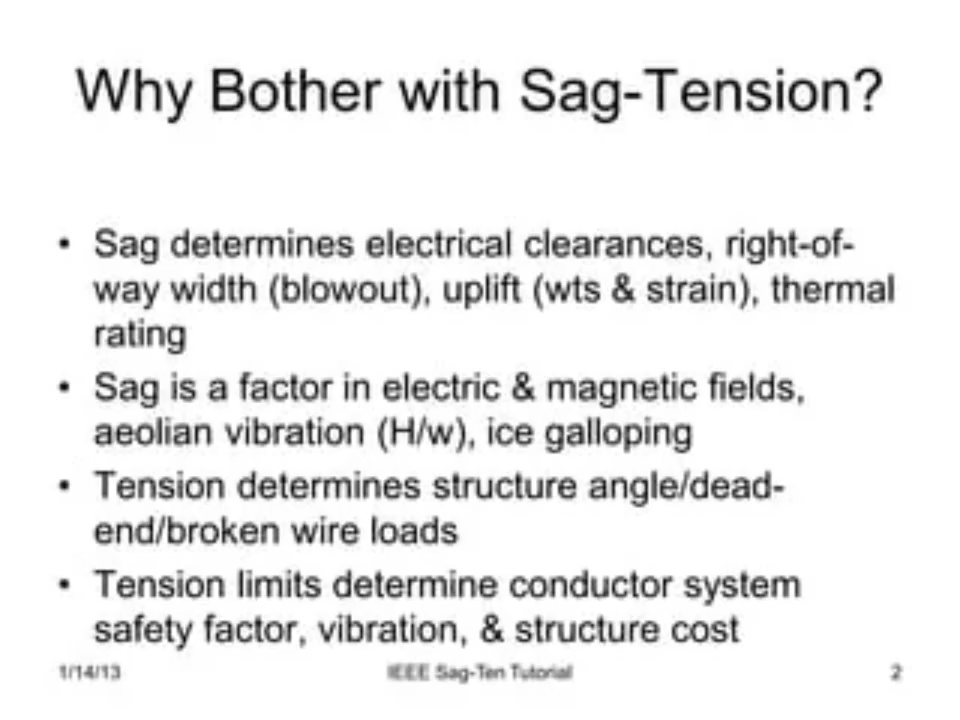 Why Bother with Sag-Tension?
• Sag determines electrical clearances, right-of-
way width (blowout), uplift (wts & strain), thermal
rating
• Sag is a factor in electric & magnetic fields,
aeolian vibration (H/w), ice galloping
• Tension determines structure angle/dead-
end/broken wire loads
• Tension limits determine conductor system
safety factor, vibration, & structure cost
1/14/13 IEEE Sag-Ten Tutorial 2